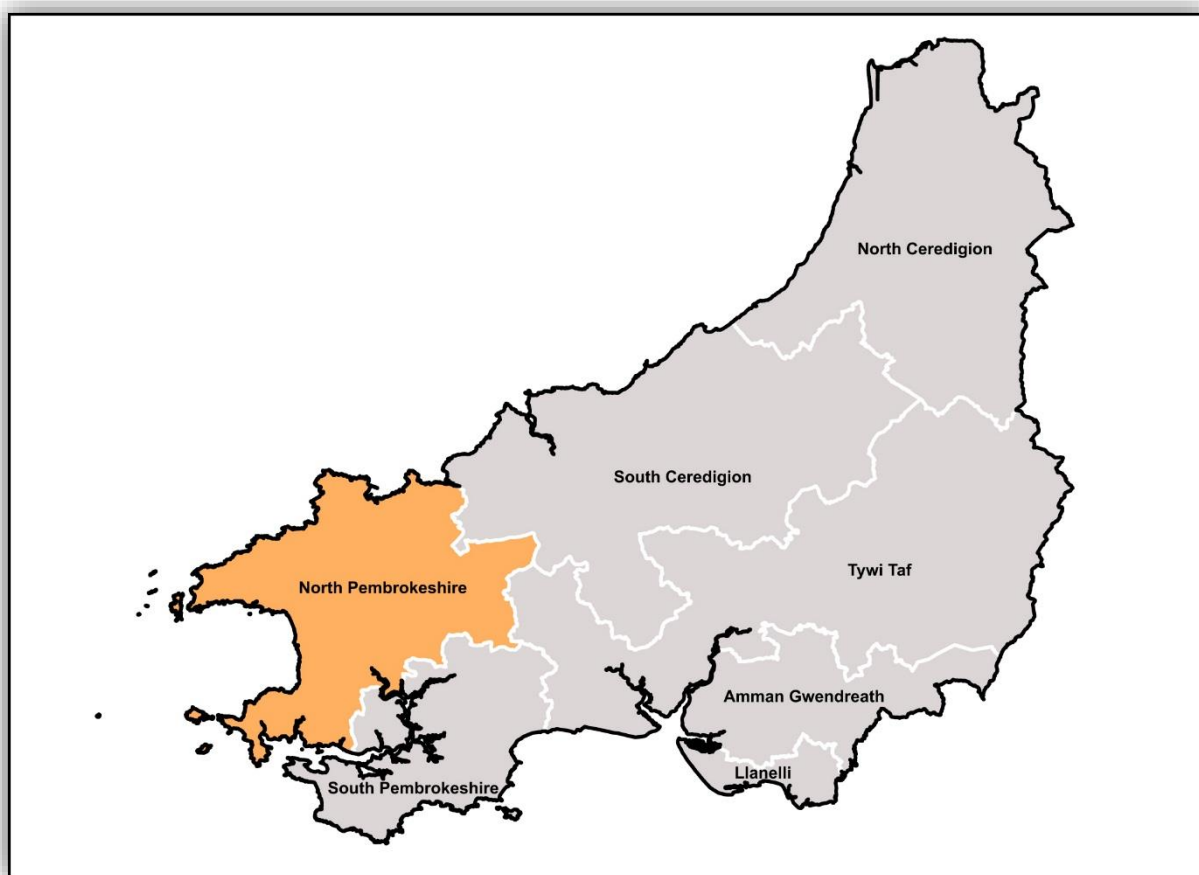 North Ceredigion
South Ceredigion
Tywi Taf
North Pembrokeshire
Amman Gwendreath
Llanelli
South Pembrokeshire